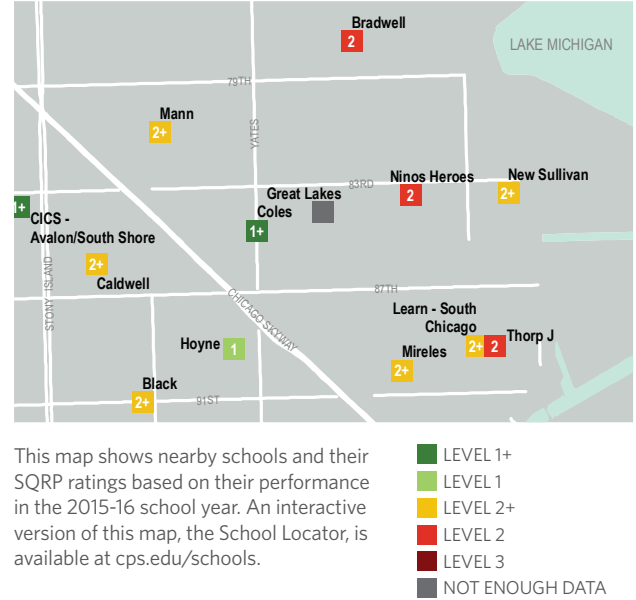 Bradwell
2
LAKE MICHIGAN
79TH
Mann
2+
YATES
83RD
Ninos Heroes
2
New Sullivan
2+
Great Lakes
Coles
1+
1+
CICS -
Avalon/South Shore
2+
Caldwell
STONY ISLAND
87TH
CHICAGO SKYWAY
Learn - South
Chicago
2+
2
Thorp J
Hoyne
1
Mireles
2+
Black
2+
91ST
This map shows nearby schools and their
SQRP ratings based on their performance
in the 2015-16 school year. An interactive
version of this map, the School Locator, is
available at cps.edu/schools.
LEVEL 1+
LEVEL 1
LEVEL 2+
LEVEL 2
LEVEL 3
NOT ENOUGH DATA